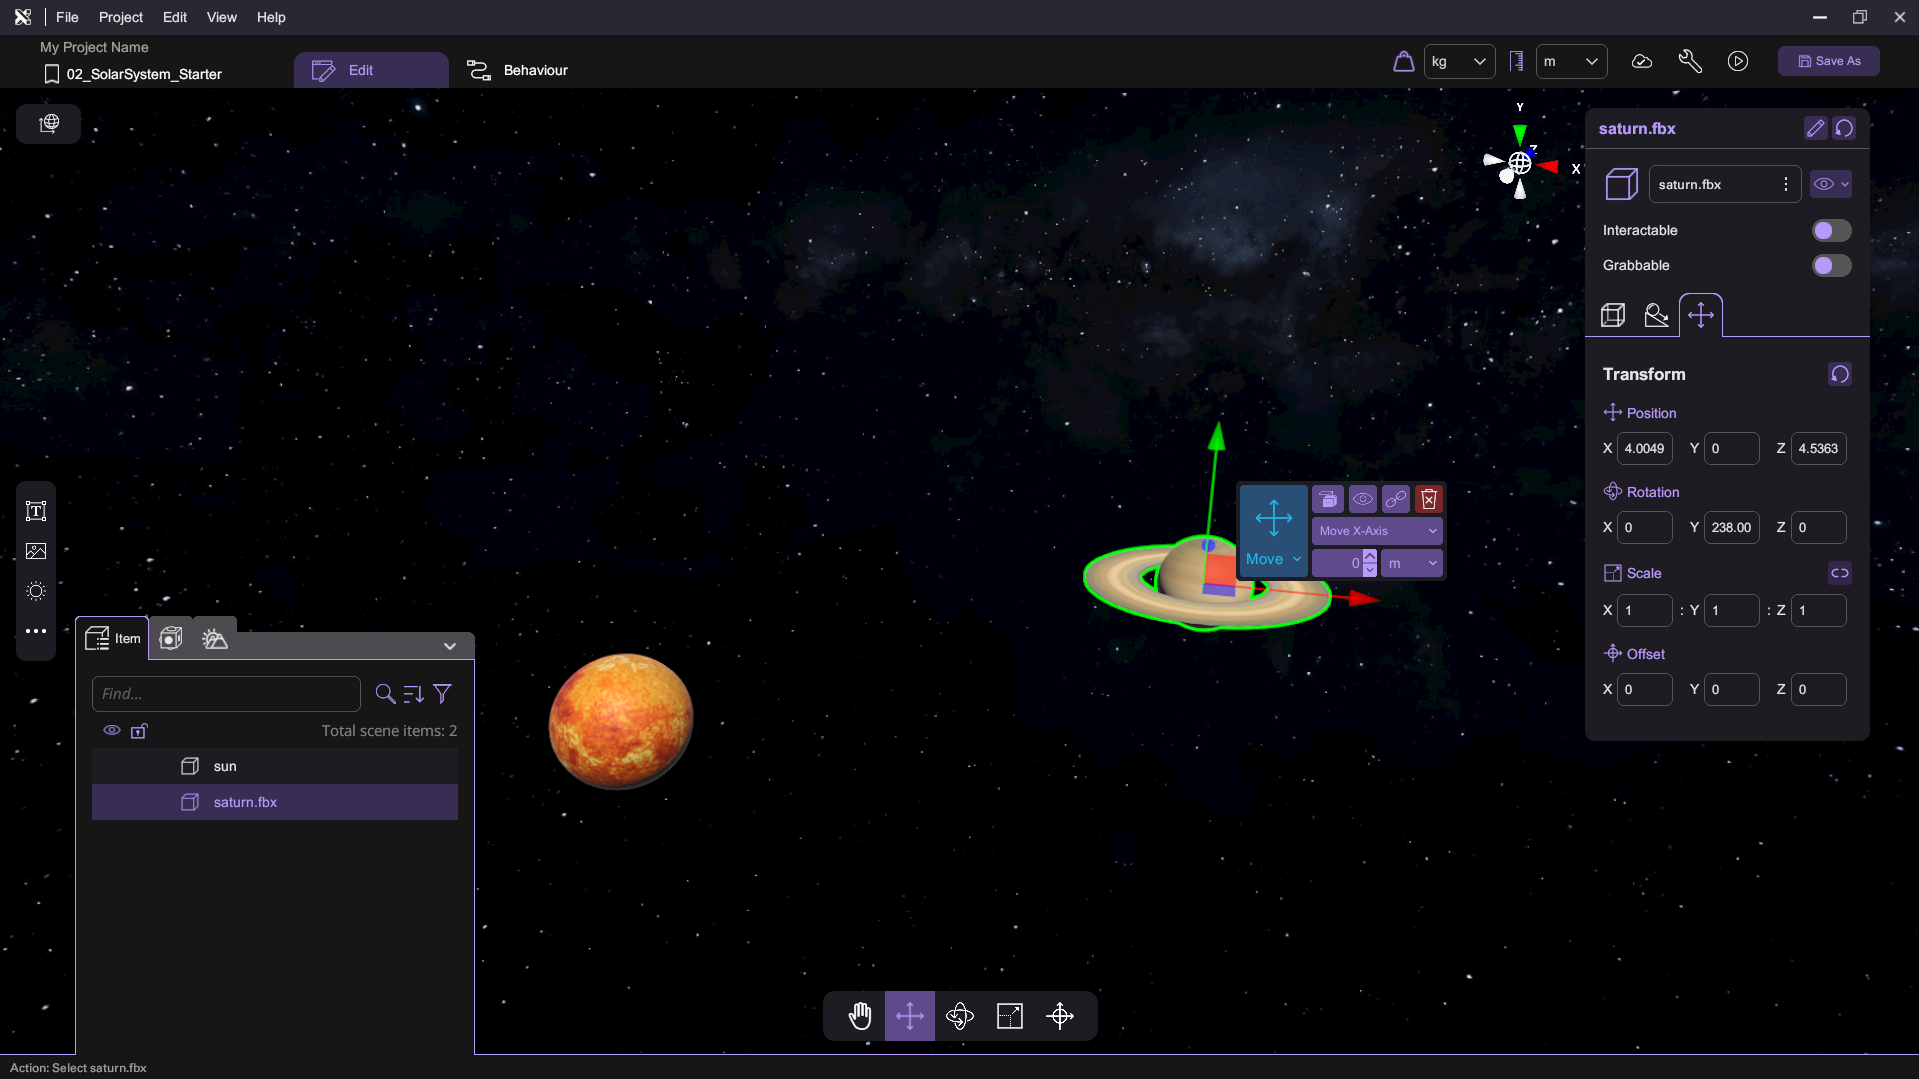 File Project Edit View Help
My Project Name
02_SolarSystem_Starter
Edit
Behaviour
kg
m
Save As
Y
Z
X
saturn.fbx
saturn.fbx
Interactable
Grabbable
Transform
Position
X 4.0049 Y 0 Z 4.5363
Rotation
X 0 Y 238.00 Z 0
Scale
X 1 : Y 1 : Z 1
Offset
X 0 Y 0 Z 0
Move X-Axis
Move
0 m
T
Item
Find...
Total scene items: 2
sun
saturn.fbx
Action: Select saturn.fbx